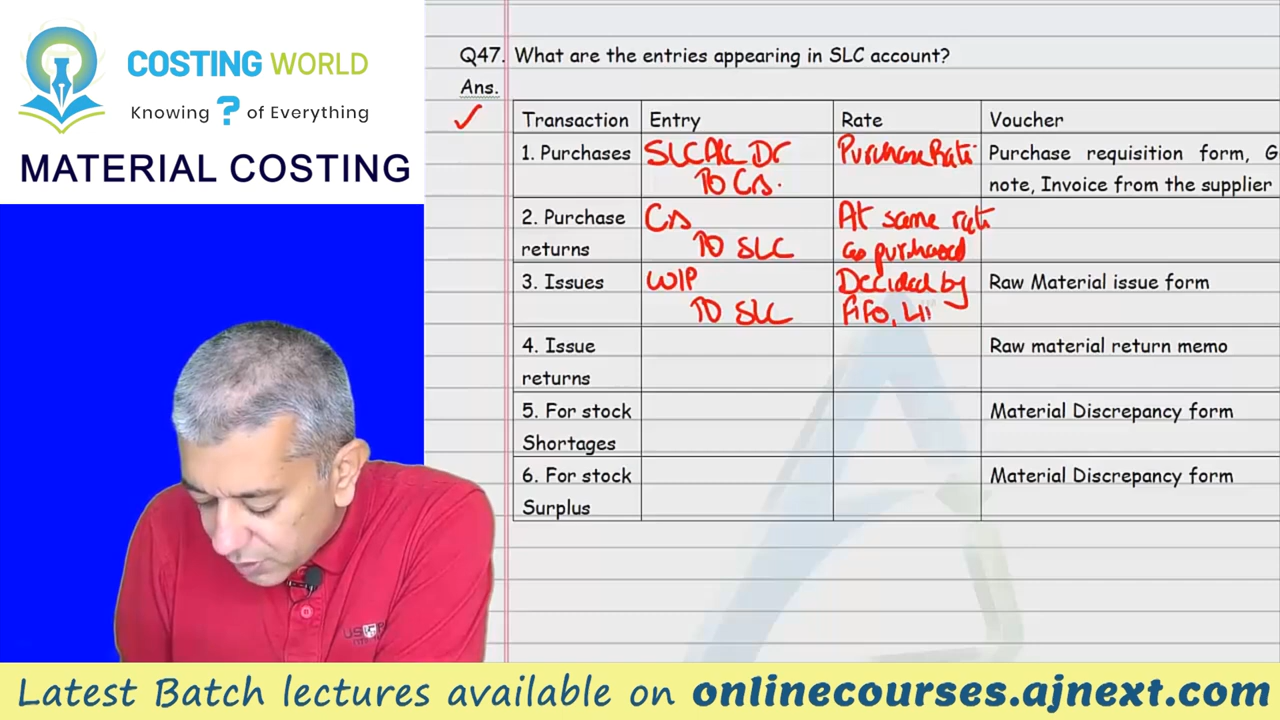 COSTING WORLD
Knowing ? of Everything
MATERIAL COSTING
Q47. What are the entries appearing in SLC account?
Ans.
Transaction Entry Rate Voucher
1. Purchases SLC A/c Dr Purchase Rate Purchase requisition form, G
To Crs. note, Invoice from the supplier
2. Purchase Crs At same rate
returns To SLC as purchased
3. Issues WIP Decided by Raw Material issue form
To SLC FIFO, LI
4. Issue Raw material return memo
returns
5. For stock Material Discrepancy form
Shortages
6. For stock Material Discrepancy form
Surplus
Latest Batch lectures available on onlinecourses.ajnext.com